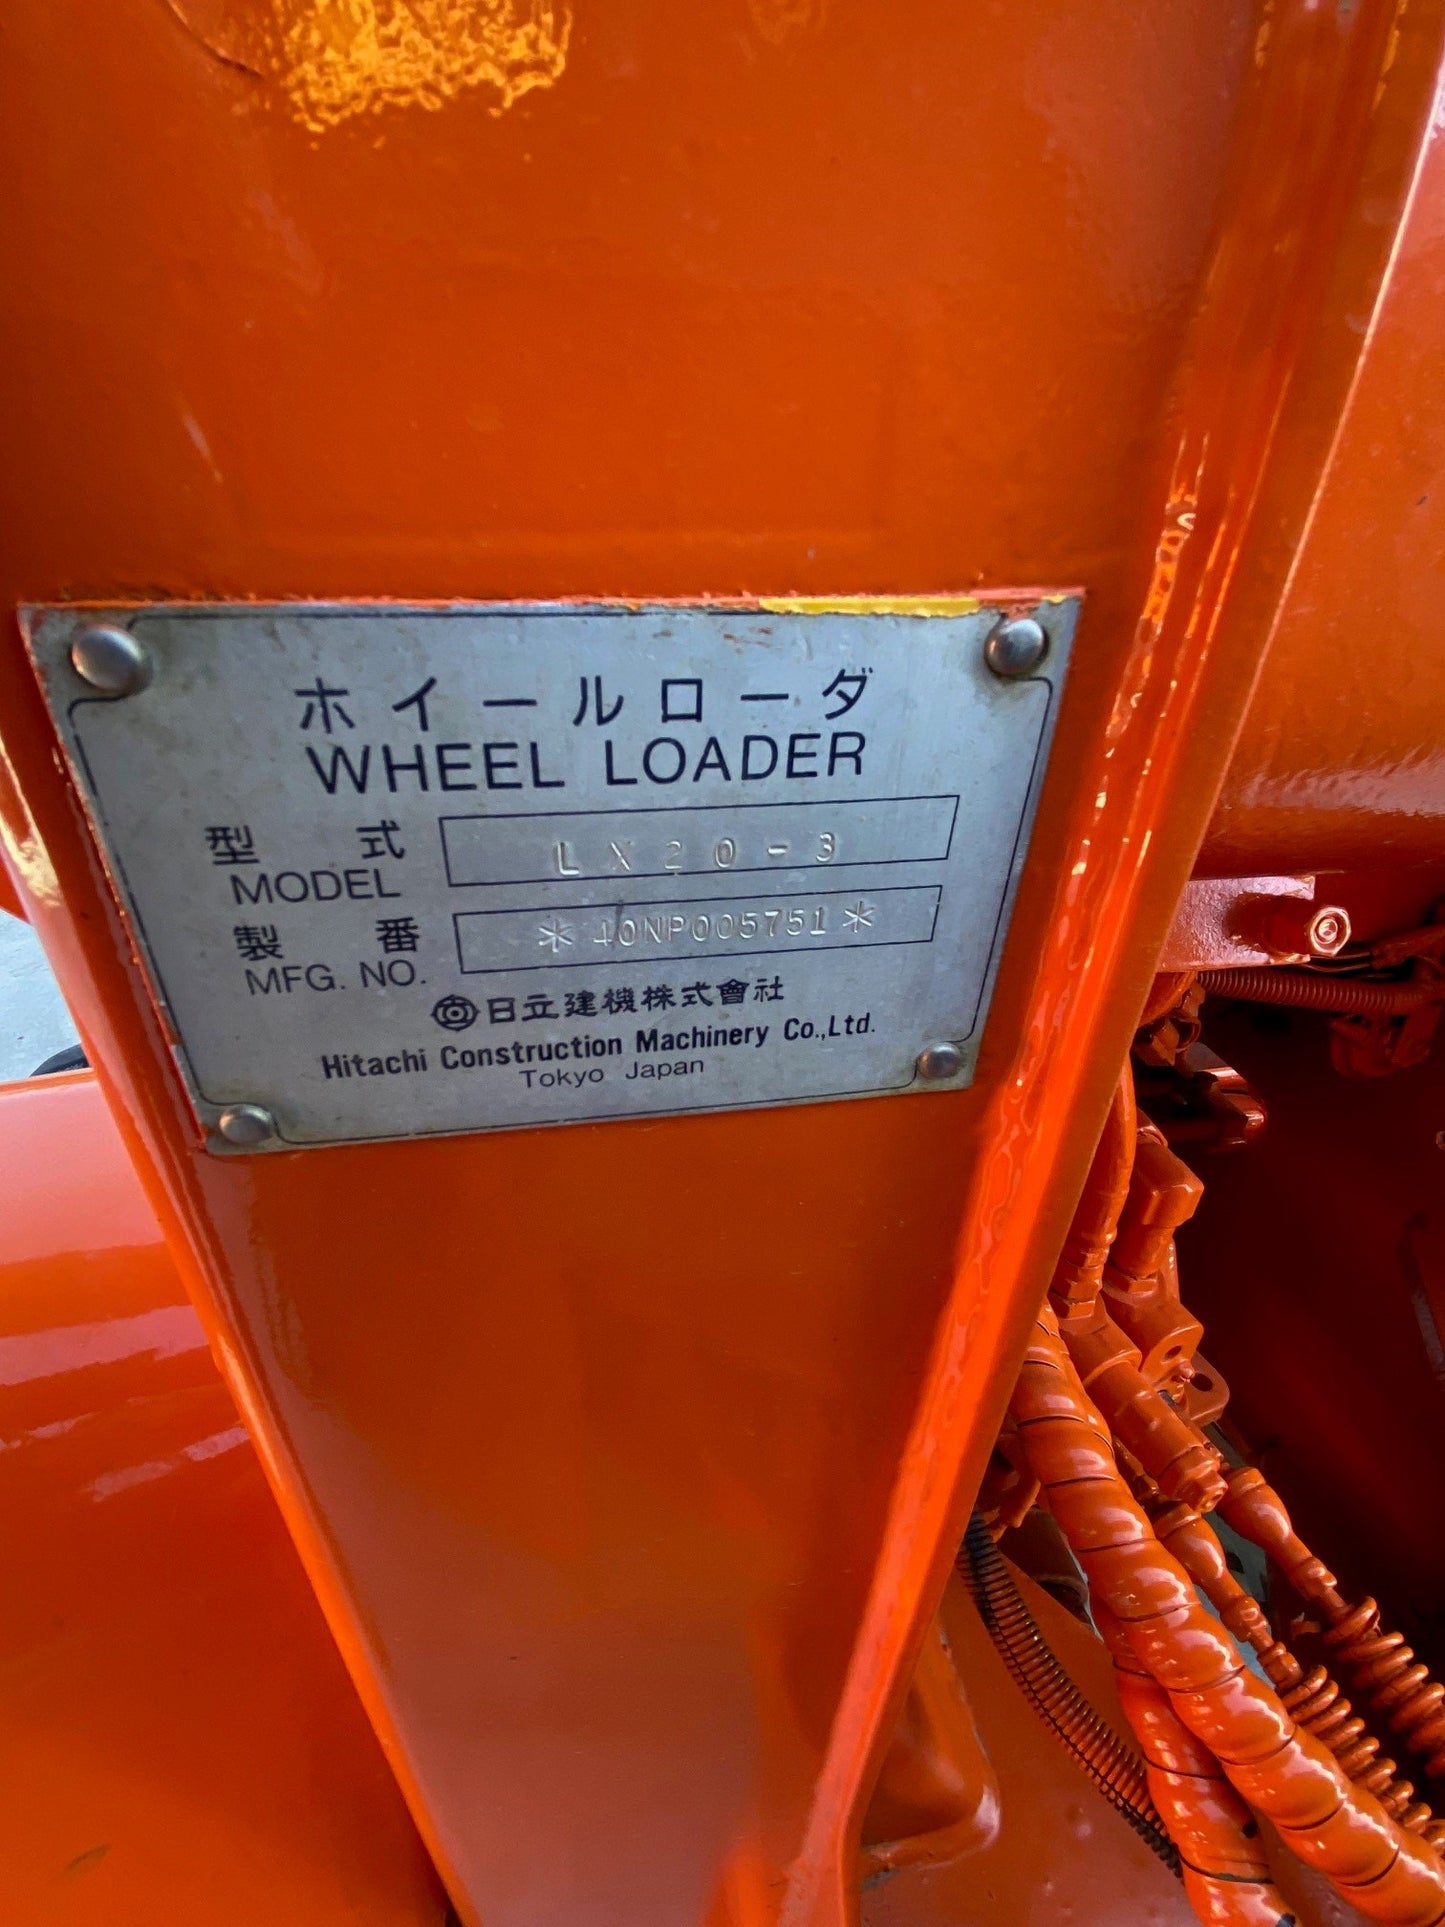 ホイールローダ
WHEEL LOADER
型式 LX20-3
MODEL
製番 *40NP005751*
MFG. NO.
日立建機株式會社
Hitachi Construction Machinery Co.,Ltd.
Tokyo Japan